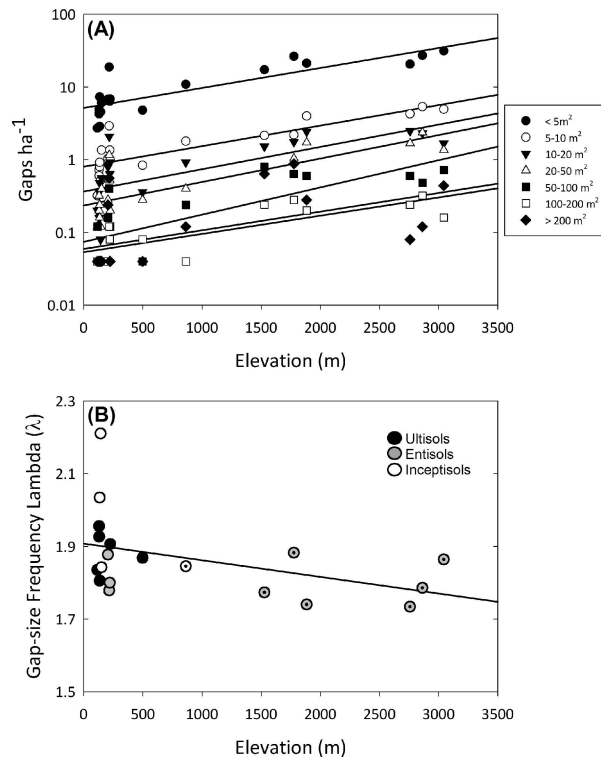 (A)
100
10
1
0.1
0.01
Gaps ha-1
0 500 1000 1500 2000 2500 3000 3500
Elevation (m)
< 5m2
5-10 m2
10-20 m2
20-50 m2
50-100 m2
100-200 m2
> 200 m2
(B)
2.3
2.1
1.9
1.7
1.5
Gap-size Frequency Lambda (λ)
Ultisols
Entisols
Inceptisols
0 500 1000 1500 2000 2500 3000 3500
Elevation (m)